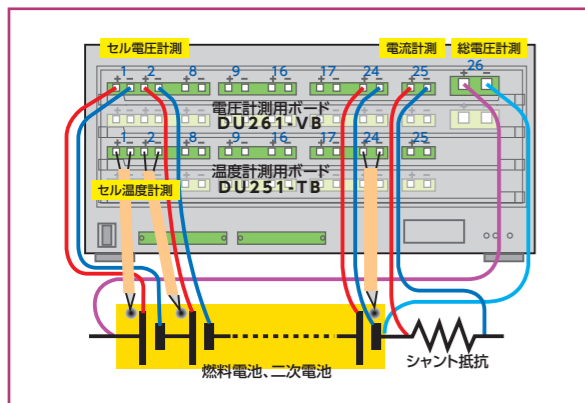 セル電圧計測
電流計測
総電圧計測
26
1 2 8 9 16 17 24 25
+ − + − + − + − + − + − + − + − + −
電圧計測用ボード
DU261-VB
1 2 8 9 16 17 24 25
+ − + − + − + − + − + − + − + −
温度計測用ボード
DU251-TB
セル温度計測
燃料電池、二次電池
シャント抵抗